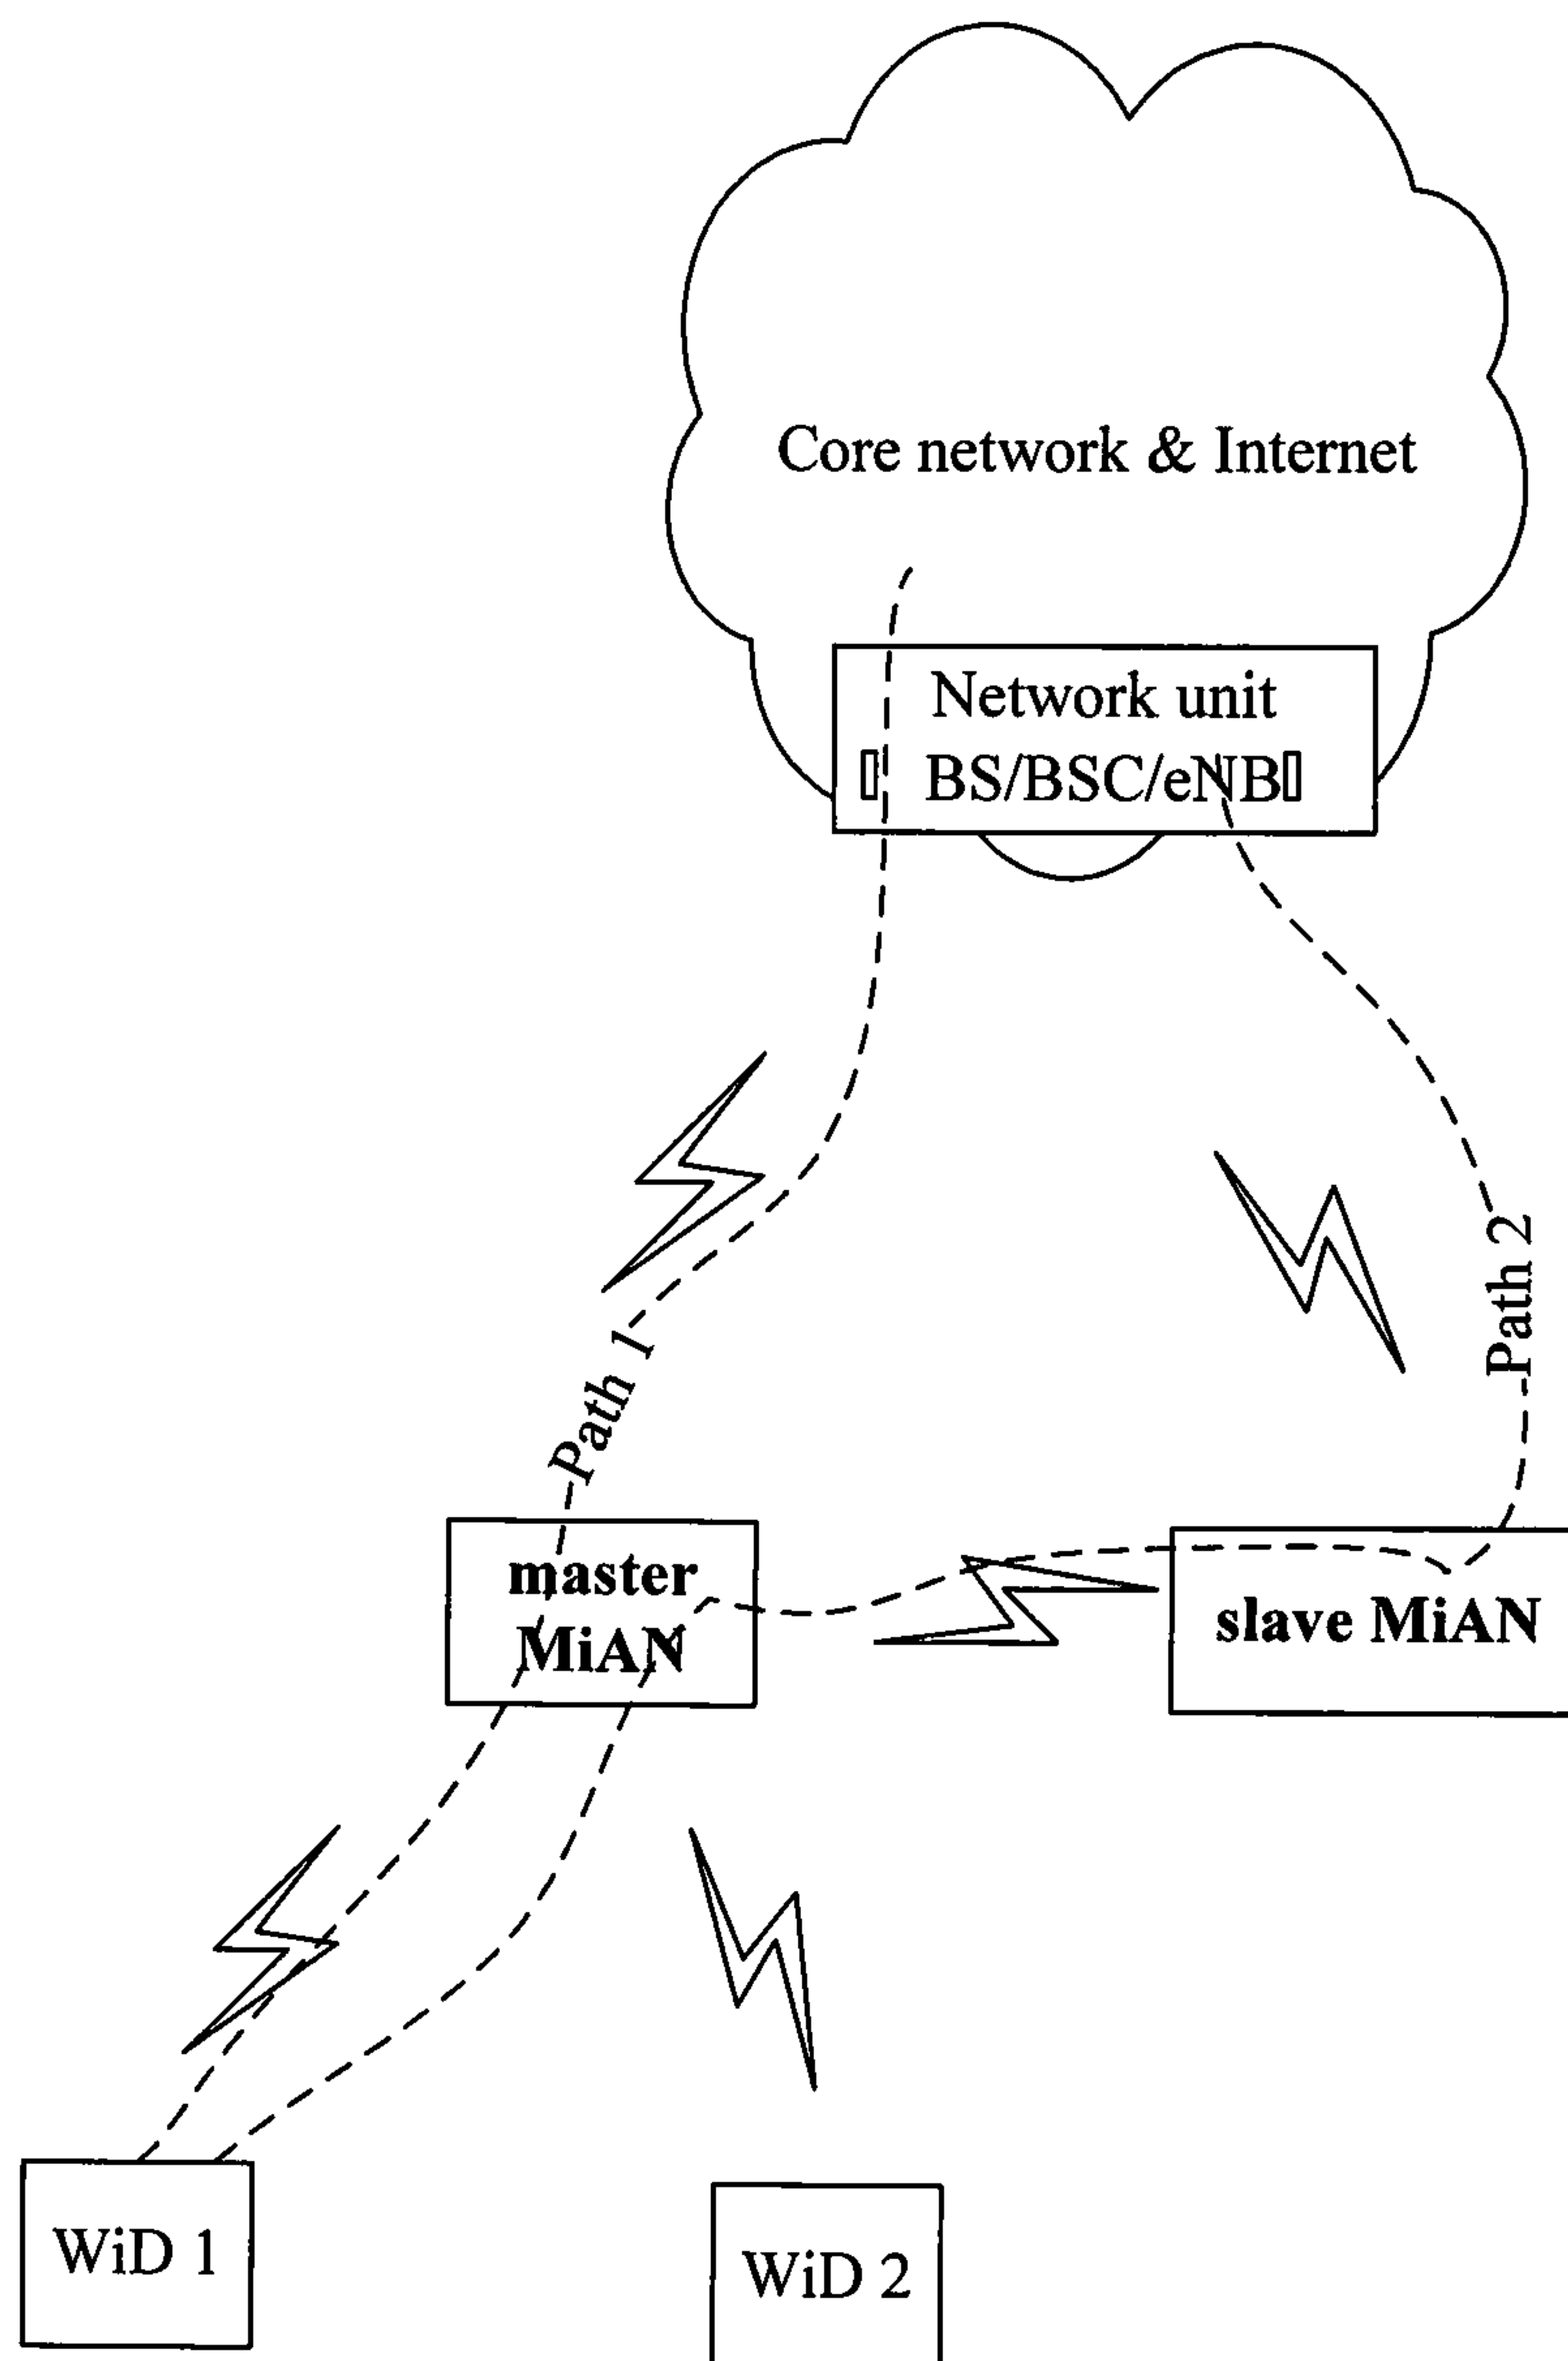 Core network & Internet
Network unit
BS/BSC/eNB
Path 1
Path 2
master
MiAN
slave MiAN
WiD 1
WiD 2